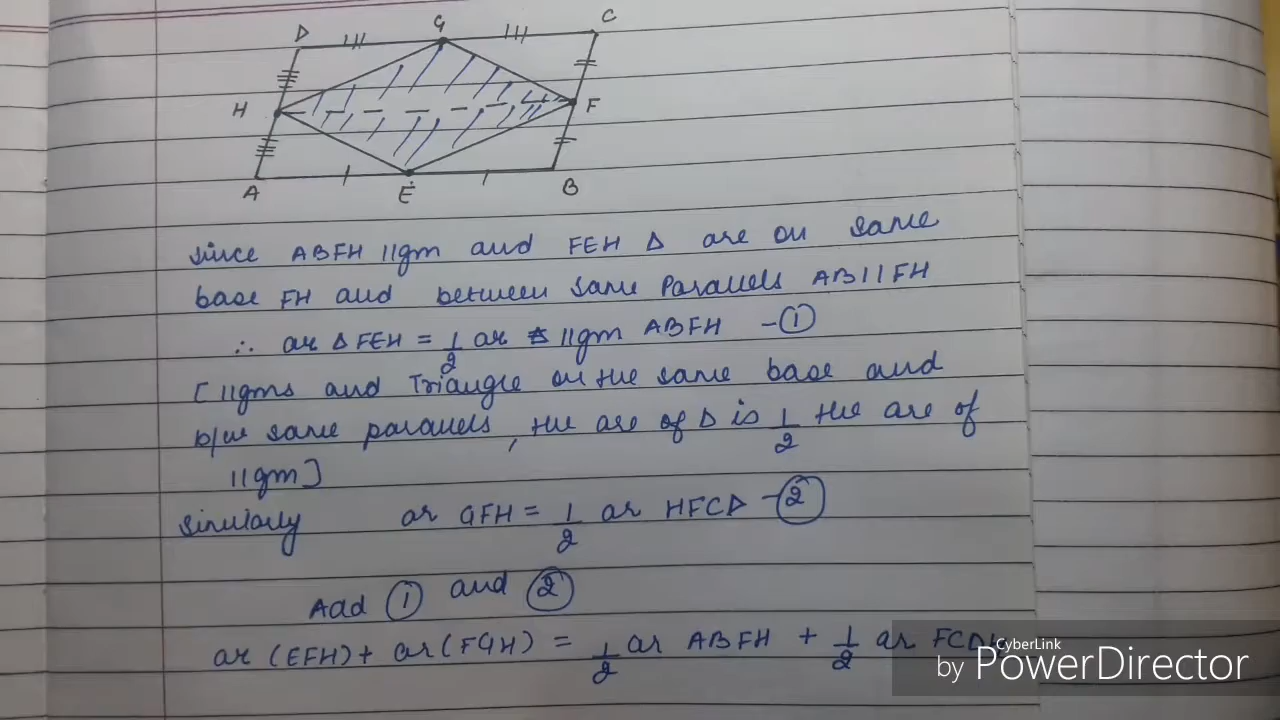 D G C
H F
A E B
Since ABFH ||gm and FEH Δ are on same
base FH and between same Parallels AB||FH
∴ ar ΔFEH = 1/2 ar ||gm ABFH - ①
[||gms and Triangle on the same base and
b/w same parallels, the are of Δ is 1/2 the are of
||gm]
Similarly ar GFH = 1/2 ar HFCD - ②
Add ① and ②
ar (EFH) + ar (FGH) = 1/2 ar ABFH + 1/2 ar FCDH
CyberLink
by PowerDirector